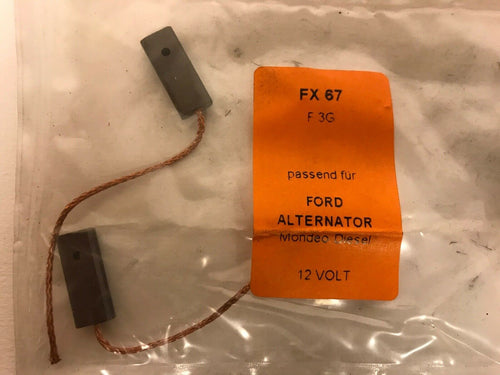 FX 67
F 3G
passend für
FORD
ALTERNATOR
Mondeo Diesel
12 VOLT